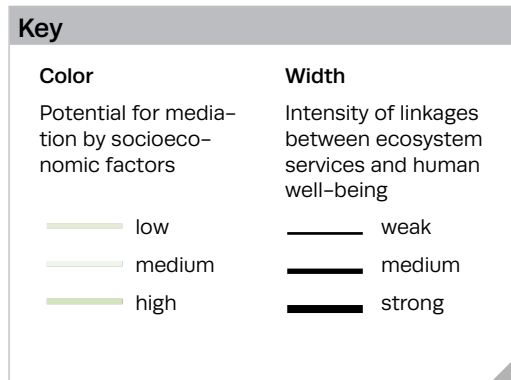 Key
Color
Potential for media-
tion by socioeco-
nomic factors
low
medium
high
Width
Intensity of linkages
between ecosystem
services and human
well-being
weak
medium
strong